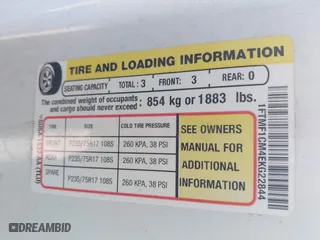 TIRE AND LOADING INFORMATION
SEATING CAPACITY TOTAL: 3 FRONT: 3 REAR: 0
The combined weight of occupants and cargo should never exceed: 854 kg or 1883 lbs.
TIRE SIZE COLD TIRE PRESSURE
FRONT P235/75R17 108S 260 KPA, 38 PSI
REAR P235/75R17 108S 260 KPA, 38 PSI
SPARE P235/75R17 108S 260 KPA, 38 PSI
SEE OWNERS
MANUAL FOR
ADDITIONAL
INFORMATION
1FTMF1CM4EKG22844
AUTOBIDMASTER